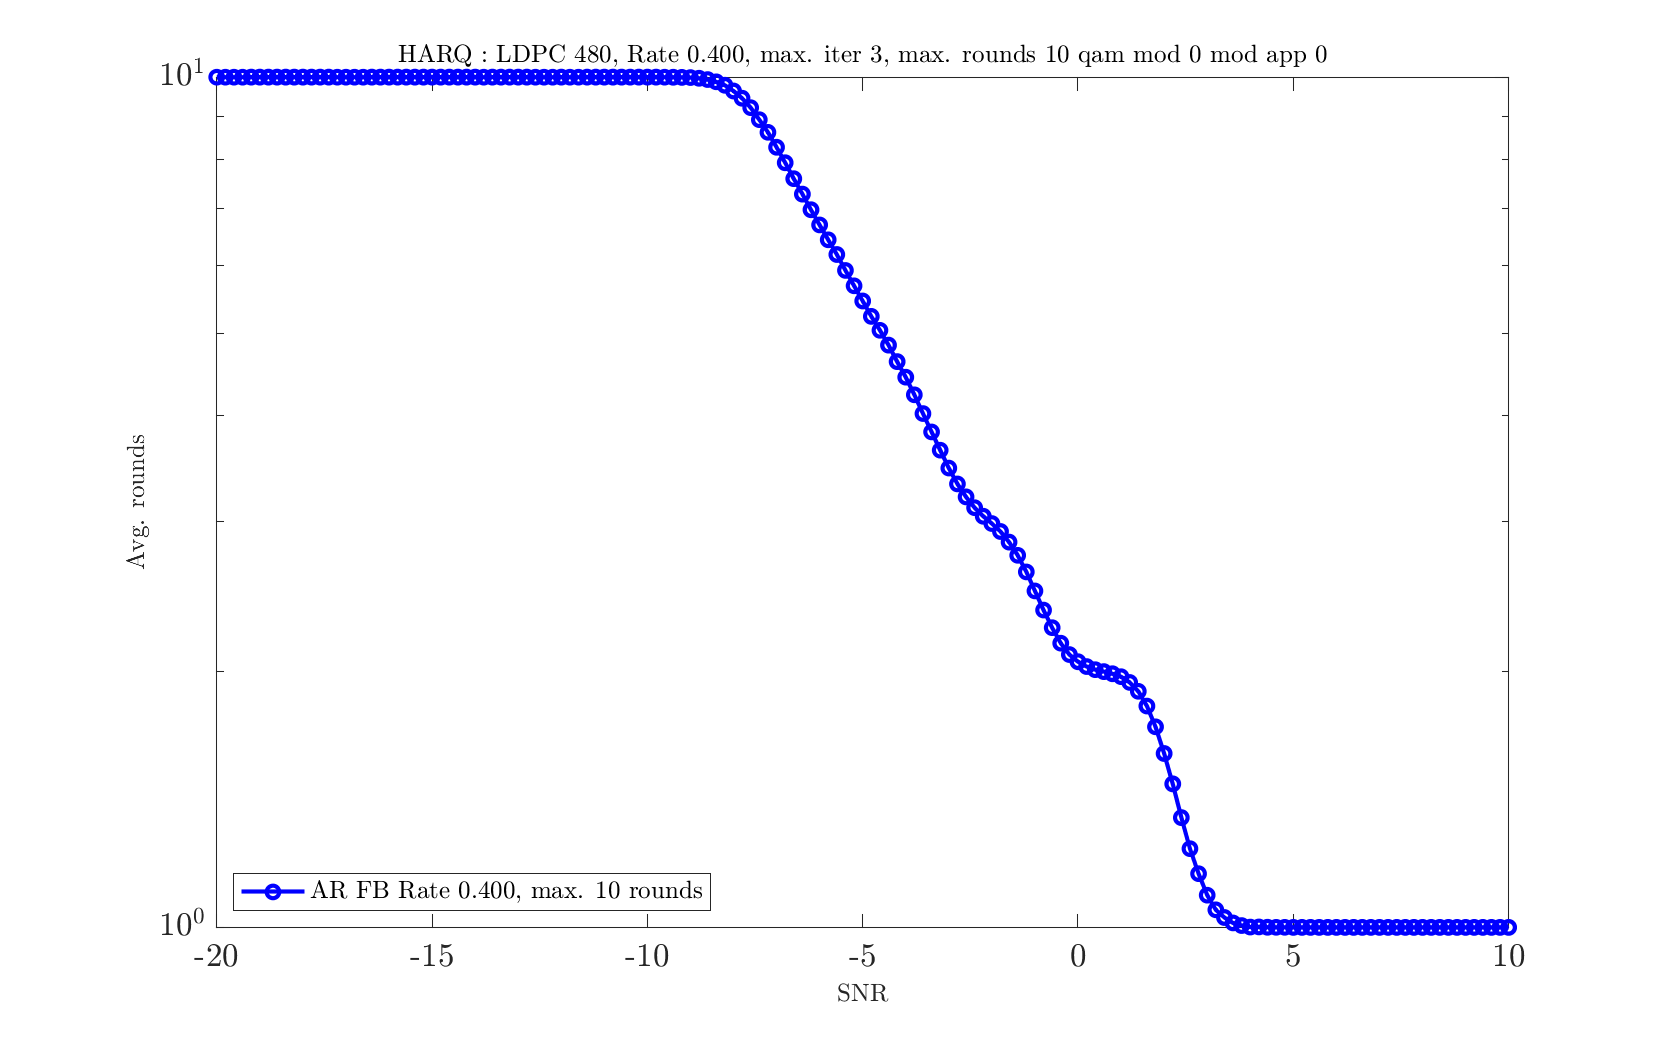 HARQ : LDPC 480, Rate 0.400, max. iter 3, max. rounds 10 qam mod 0 mod app 0
10^1
Avg. rounds
AR FB Rate 0.400, max. 10 rounds
10^0
-20 -15 -10 -5 0 5 10
SNR